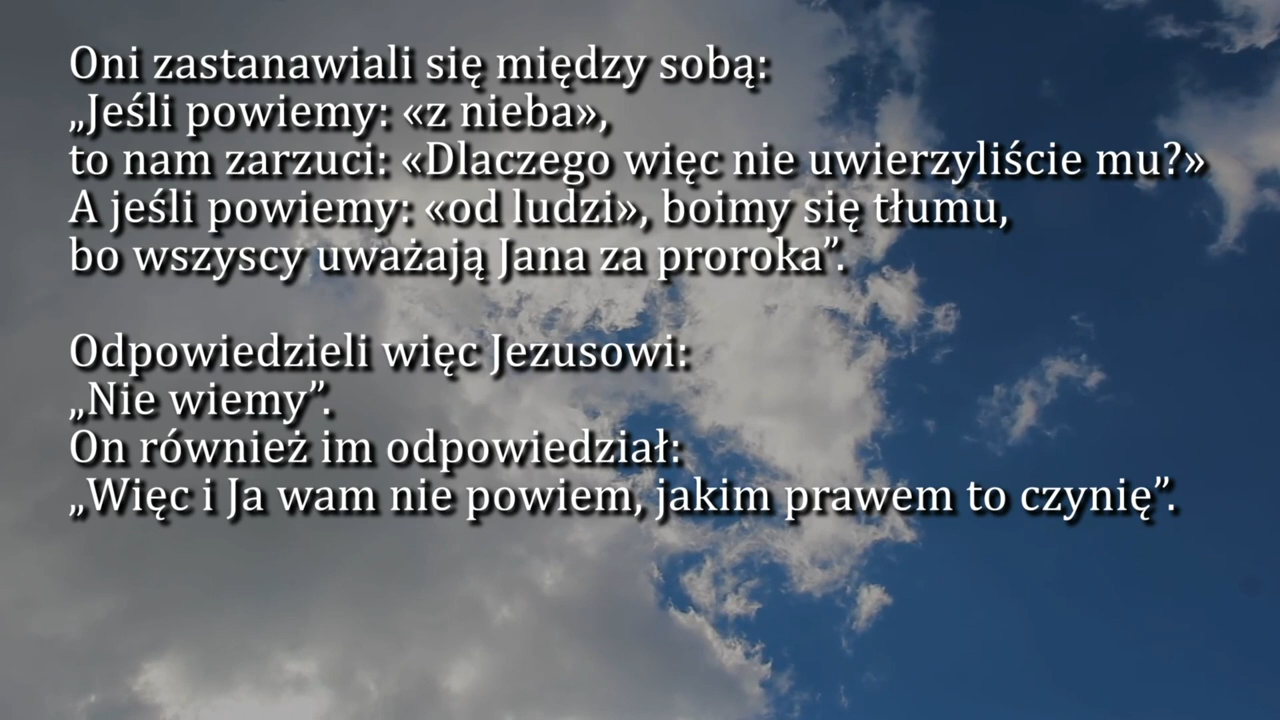 Oni zastanawiali się między sobą:
„Jeśli powiemy: «z nieba»,
to nam zarzuci: «Dlaczego więc nie uwierzyliście mu?»
A jeśli powiemy: «od ludzi», boimy się tłumu,
bo wszyscy uważają Jana za proroka”.
Odpowiedzieli więc Jezusowi:
„Nie wiemy”.
On również im odpowiedział:
„Więc i Ja wam nie powiem, jakim prawem to czynię”.